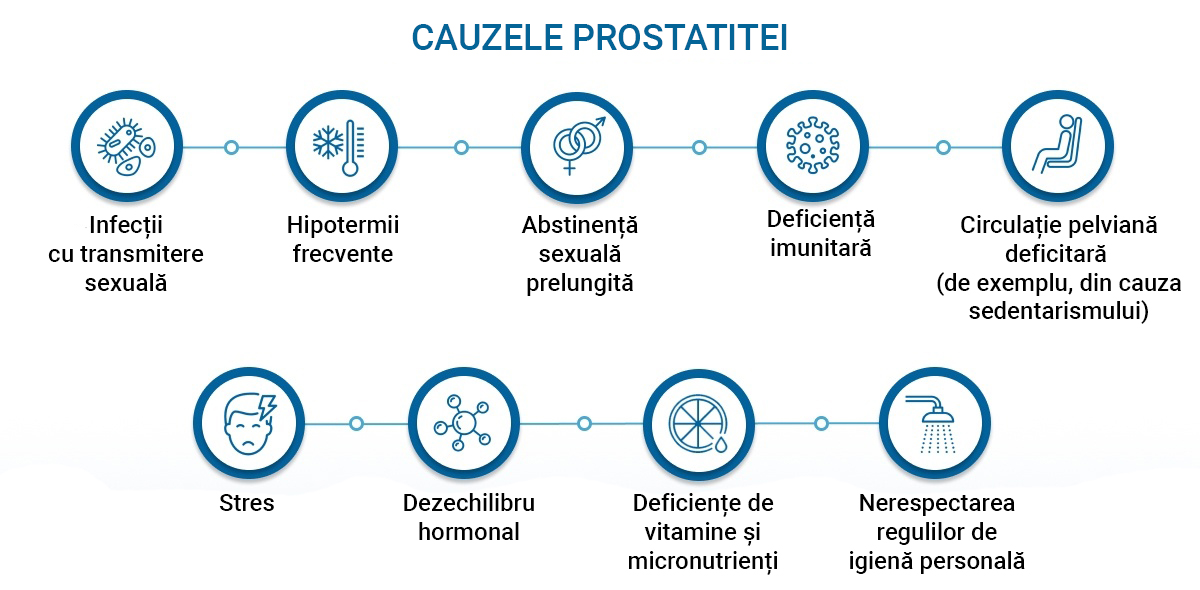 CAUZELE PROSTATITEI
Infecții
cu transmitere
sexuală
Hipotermii
frecvente
Abstinență
sexuală
prelungită
Deficiență
imunitară
Circulație pelviană
deficitară
(de exemplu, din cauza
sedentarismului)
Stres
Dezechilibru
hormonal
Deficiențe de
vitamine și
micronutrienți
Nerespectarea
regulilor de
igienă personală